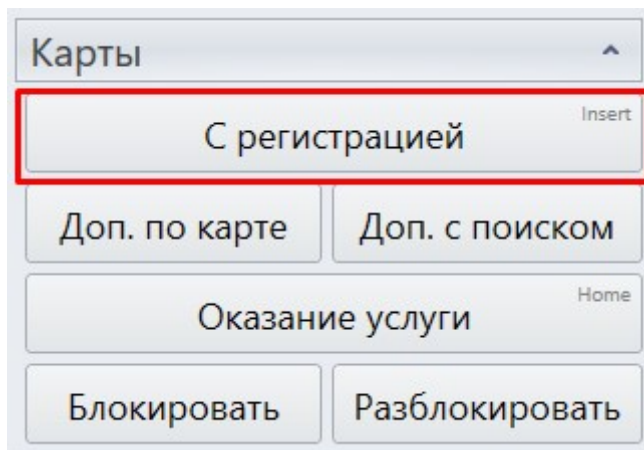 Карты
С регистрацией Insert
Доп. по карте Доп. с поиском
Оказание услуги Home
Блокировать Разблокировать